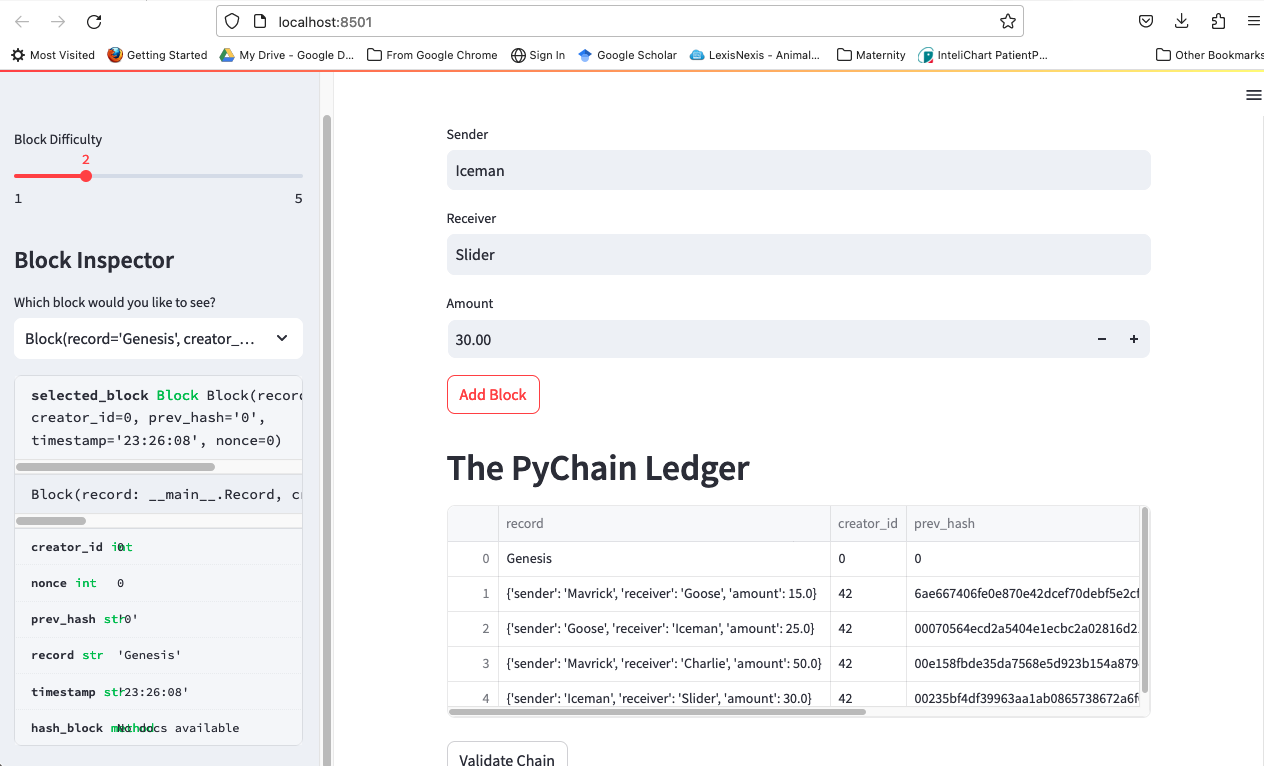 localhost:8501
Most Visited
Getting Started
My Drive - Google D...
From Google Chrome
Sign In
Google Scholar
LexisNexis - Animal...
Maternity
InteliChart PatientP...
Other Bookmarks
Block Difficulty
2
1
5
Block Inspector
Which block would you like to see?
Block(record='Genesis', creator_...
selected_block Block Block(record
creator_id=0, prev_hash='0',
timestamp='23:26:08', nonce=0)
Block(record: __main__.Record, cr
creator_id int 0
nonce int 0
prev_hash str '0'
record str 'Genesis'
timestamp str '23:26:08'
hash_block method No docs available
Sender
Iceman
Receiver
Slider
Amount
30.00
Add Block
The PyChain Ledger
record creator_id prev_hash
0 Genesis 0 0
1 {'sender': 'Mavrick', 'receiver': 'Goose', 'amount': 15.0} 42 6ae667406fe0e870e42dcef70debf5e2cf
2 {'sender': 'Goose', 'receiver': 'Iceman', 'amount': 25.0} 42 00070564ecd2a5404e1ecbc2a02816d2
3 {'sender': 'Mavrick', 'receiver': 'Charlie', 'amount': 50.0} 42 00e158fbde35da7568e5d923b154a879
4 {'sender': 'Iceman', 'receiver': 'Slider', 'amount': 30.0} 42 00235bf4df39963aa1ab0865738672a6f
Validate Chain